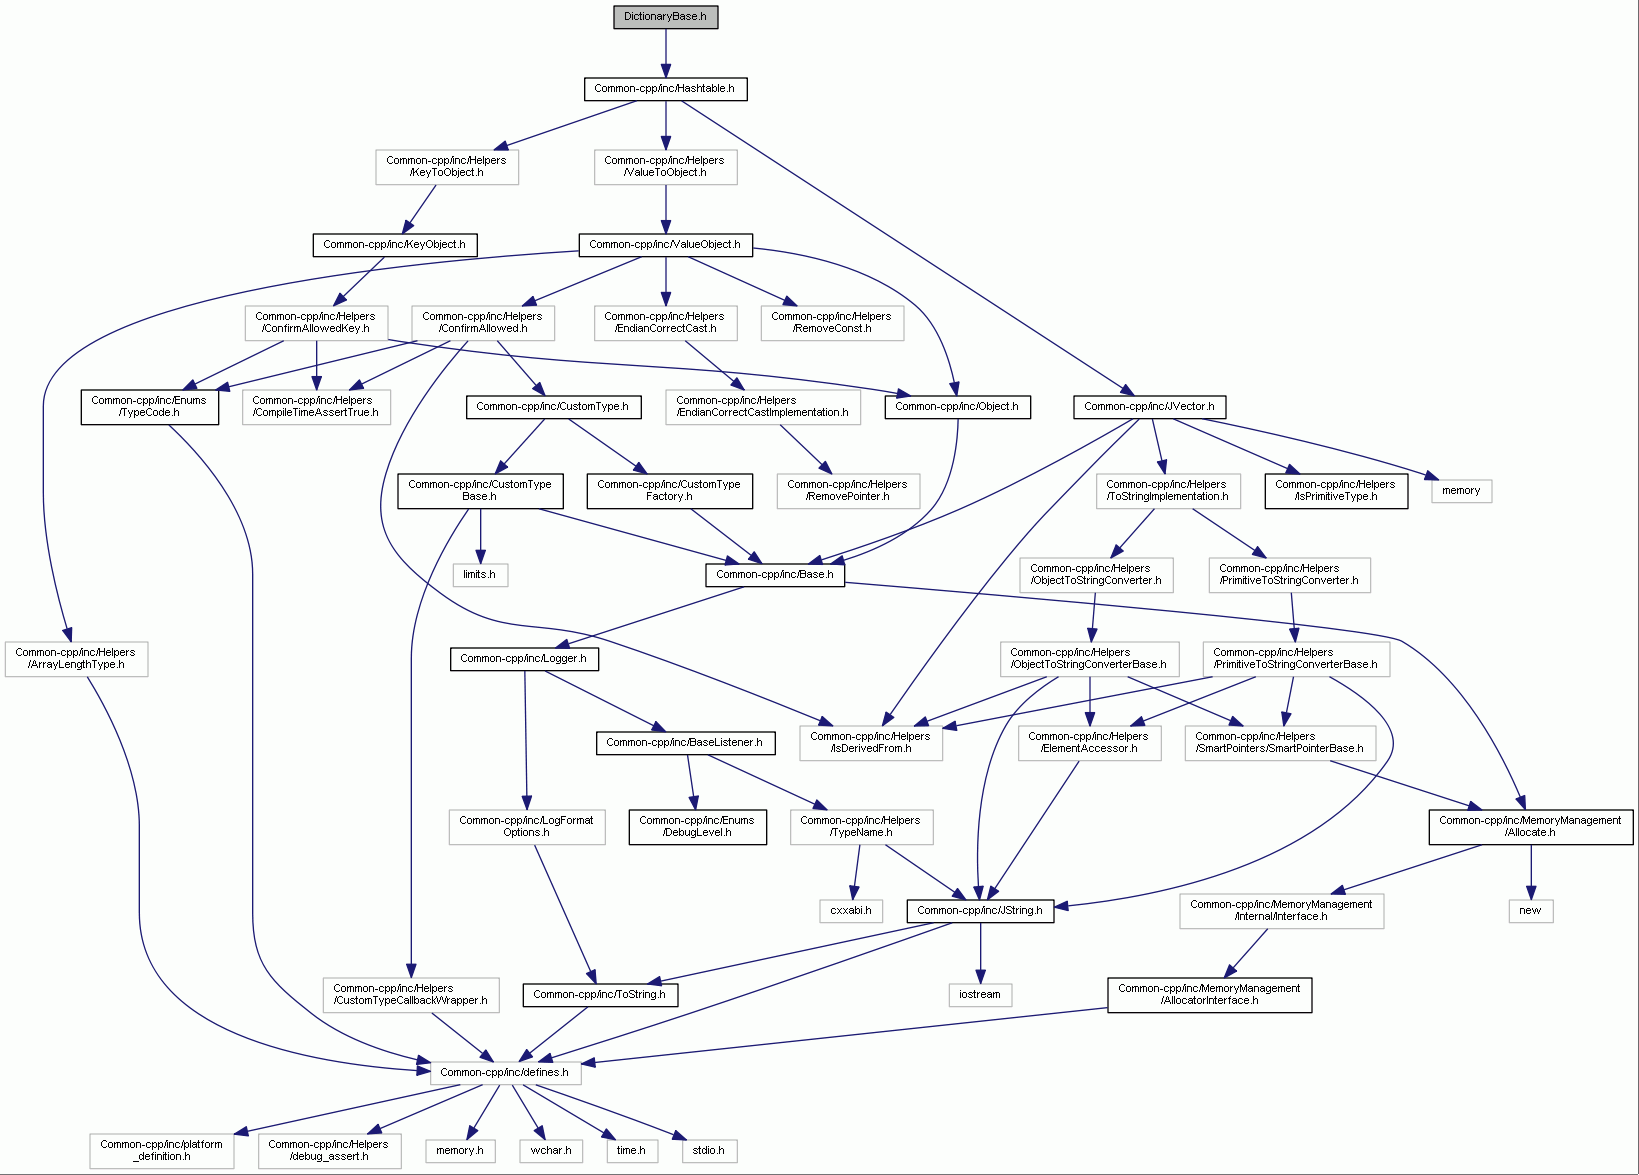 DictionaryBase.h
Common-cpp/inc/Hashtable.h
Common-cpp/inc/Helpers
/KeyToObject.h
Common-cpp/inc/Helpers
/ValueToObject.h
Common-cpp/inc/KeyObject.h
Common-cpp/inc/ValueObject.h
Common-cpp/inc/Helpers
/ConfirmAllowedKey.h
Common-cpp/inc/Helpers
/ConfirmAllowed.h
Common-cpp/inc/Helpers
/EndianCorrectCast.h
Common-cpp/inc/Helpers
/RemoveConst.h
Common-cpp/inc/Enums
/TypeCode.h
Common-cpp/inc/Helpers
/CompileTimeAssertTrue.h
Common-cpp/inc/CustomType.h
Common-cpp/inc/Helpers
/EndianCorrectCastImplementation.h
Common-cpp/inc/Object.h
Common-cpp/inc/JVector.h
Common-cpp/inc/CustomType
Base.h
Common-cpp/inc/CustomType
Factory.h
Common-cpp/inc/Helpers
/RemovePointer.h
Common-cpp/inc/Helpers
/ToStringImplementation.h
Common-cpp/inc/Helpers
/IsPrimitiveType.h
memory
limits.h
Common-cpp/inc/Base.h
Common-cpp/inc/Helpers
/ObjectToStringConverter.h
Common-cpp/inc/Helpers
/PrimitiveToStringConverter.h
Common-cpp/inc/Helpers
/ArrayLengthType.h
Common-cpp/inc/Logger.h
Common-cpp/inc/Helpers
/ObjectToStringConverterBase.h
Common-cpp/inc/Helpers
/PrimitiveToStringConverterBase.h
Common-cpp/inc/BaseListener.h
Common-cpp/inc/Helpers
/IsDerivedFrom.h
Common-cpp/inc/Helpers
/ElementAccessor.h
Common-cpp/inc/Helpers
/SmartPointers/SmartPointerBase.h
Common-cpp/inc/LogFormat
Options.h
Common-cpp/inc/Enums
/DebugLevel.h
Common-cpp/inc/Helpers
/TypeName.h
Common-cpp/inc/MemoryManagement
/Allocate.h
cxxabi.h
Common-cpp/inc/JString.h
Common-cpp/inc/MemoryManagement
/Internal/Interface.h
new
Common-cpp/inc/Helpers
/CustomTypeCallbackWrapper.h
Common-cpp/inc/ToString.h
iostream
Common-cpp/inc/MemoryManagement
/AllocatorInterface.h
Common-cpp/inc/defines.h
Common-cpp/inc/platform
_definition.h
Common-cpp/inc/Helpers
/debug_assert.h
memory.h
wchar.h
time.h
stdio.h